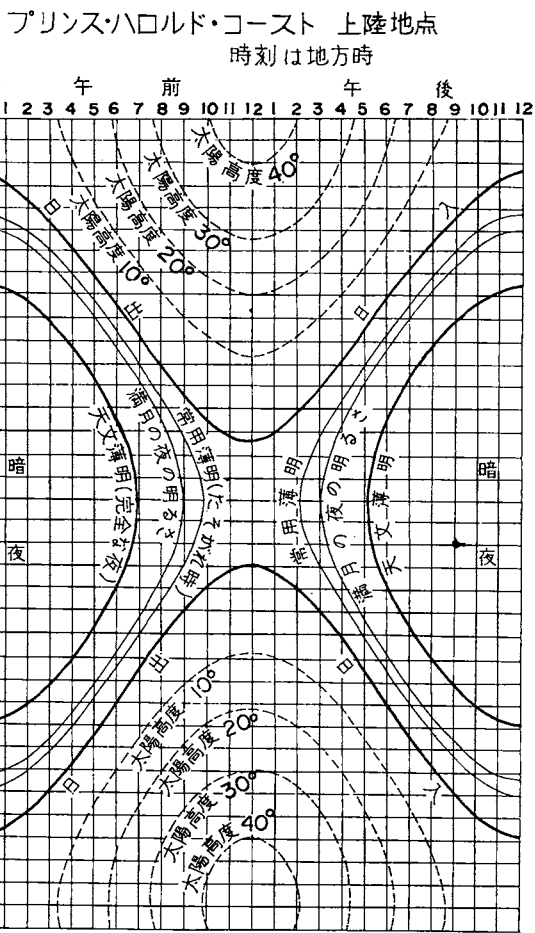 プリンス・ハロルド・コースト 上陸地点
時刻は地方時
午 前 午 後
1 2 3 4 5 6 7 8 9 10 11 12 1 2 3 4 5 6 7 8 9 10 11 12
太陽高度40°
太陽高度30°
太陽高度20°
太陽高度10°
日出
日入
常用薄明(たそがれ時)
満月の夜の明るさ
天文薄明(完全な夜)
常用薄明
満月の夜の明るさ
天文薄明
暗夜
暗夜
日出
日入
太陽高度10°
太陽高度20°
太陽高度30°
太陽高度40°